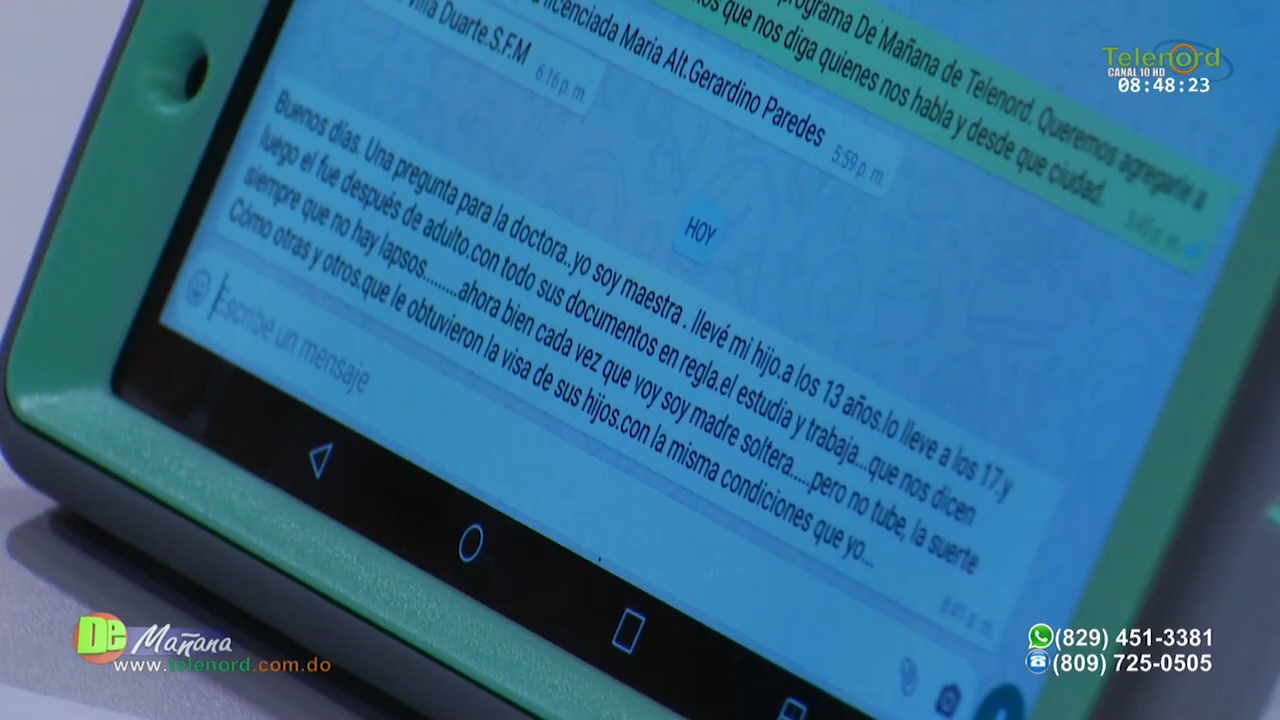 programa De Mañana de Telenord. Queremos agregarle a
que nos diga quienes nos habla y desde que ciudad.
licenciada Maria Alt.Gerardino Paredes
5:59 p. m.
Villa Duarte.S.F.M
6:16 p. m.
HOY
Buenos días. Una pregunta para la doctora..yo soy maestra . llevé mi hijo.a los 13 años.lo lleve a los 17.y
luego el fue después de adulto.con todo sus documentos en regla.el estudia y trabaja...que nos dicen
siempre que no hay lapsos........ahora bien cada vez que voy soy madre soltera....pero no tube, la suerte
Cómo otras y otros.que le obtuvieron la visa de sus hijos.con la misma condiciones que yo...
Escribe un mensaje
Telenord
CANAL 10 HD
08:48:23
De Mañana
www.telenord.com.do
(829) 451-3381
(809) 725-0505